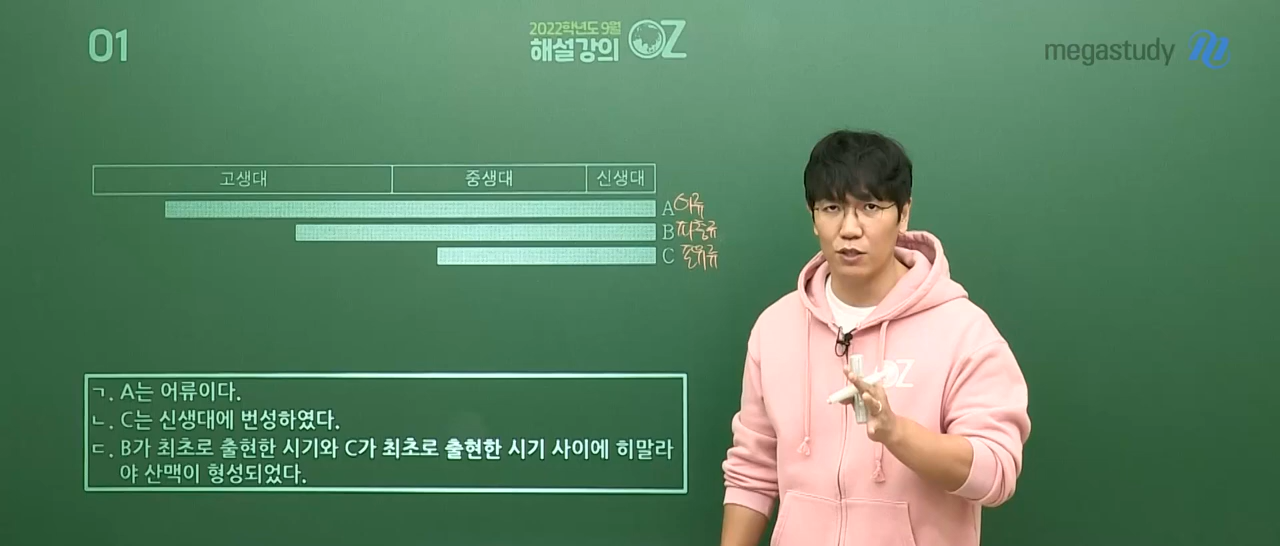 01
2022학년도 9월
해설강의 OZ
megastudy
고생대 중생대 신생대
A 어류
B 파충류
C 포유류
OZ
ㄱ. A는 어류이다.
ㄴ. C는 신생대에 번성하였다.
ㄷ. B가 최초로 출현한 시기와 C가 최초로 출현한 시기 사이에 히말라
야 산맥이 형성되었다.